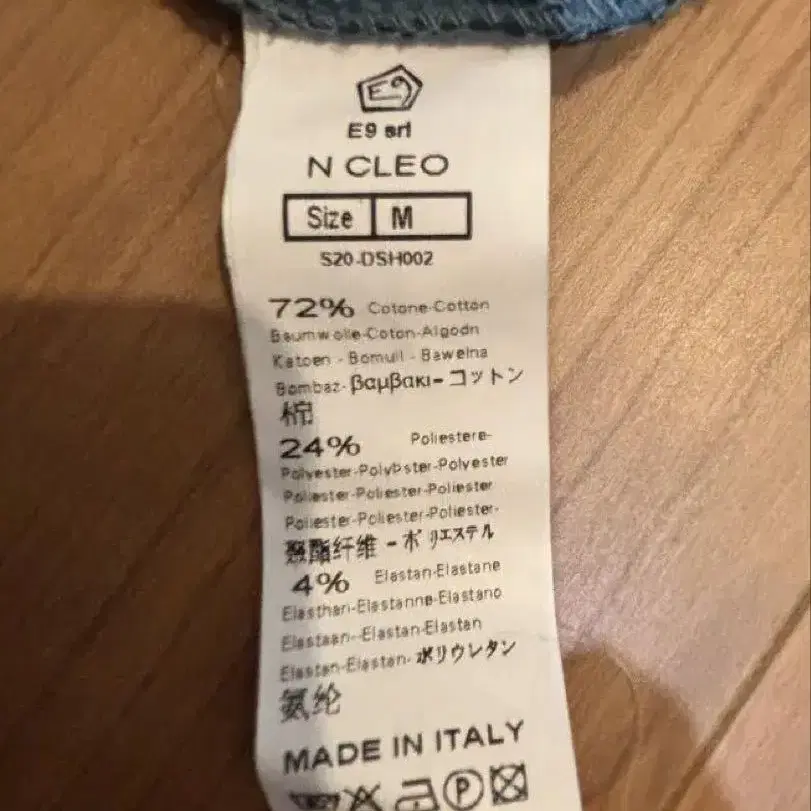 E9
E9 srl
N CLEO
Size M
S20-DSH002
72% Cotone-Cotton
Baumwolle-Coton-Algodn
Katoen - Bomull - Bawelna
Bombaz-βαμβακι-コットン
棉
24% Poliestere-
Polyester-Polybster-Polyester
Poliester-Poliester-Poliester
Poliester-Poliester-Poliester-
聚酯纤维-ポリエステル
4% Elastan-Elastane
Elasthan-Elastanne-Elastano
Elastaan--Elastan-Elastan
Elastan-Elastan-ポリウレタン
氨纶
MADE IN ITALY
P